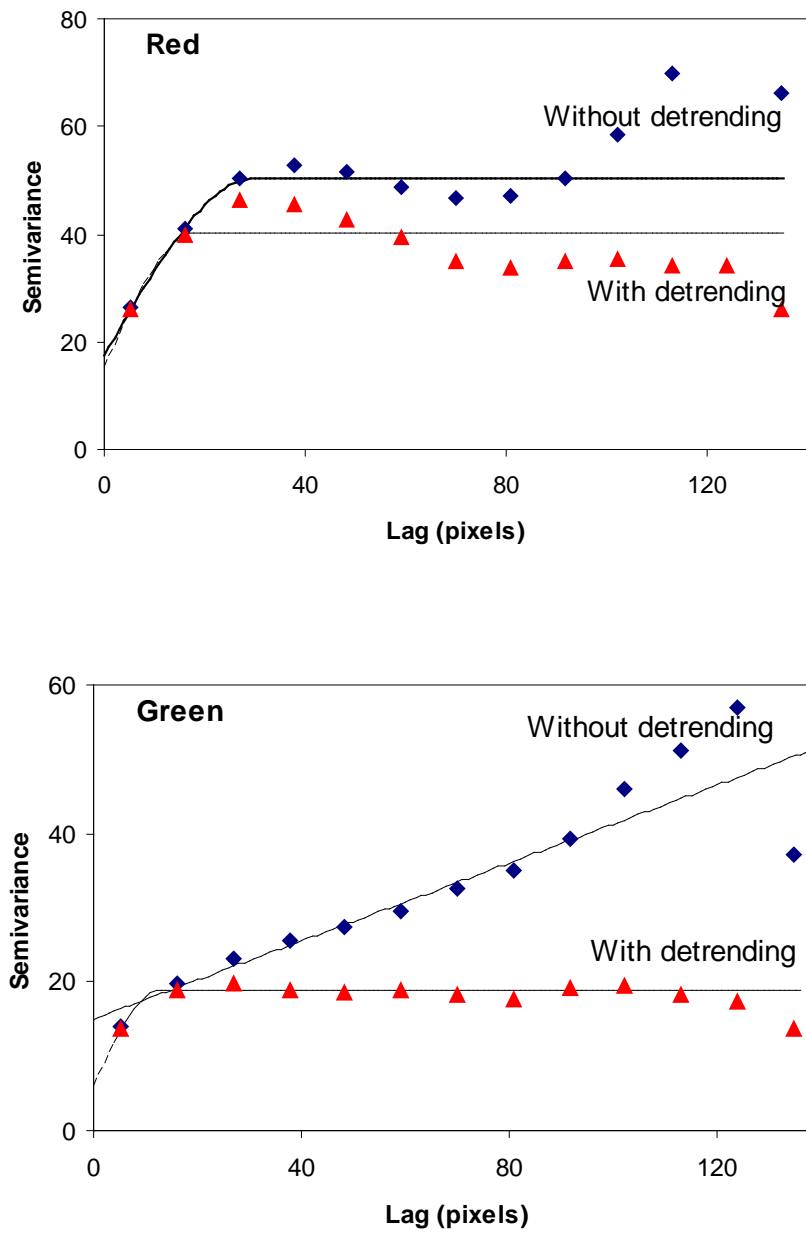 80
Red
Without detrending
60
40
With detrending
20
0
Semivariance
0 40 80 120
Lag (pixels)
60
Green
Without detrending
40
With detrending
20
0
Semivariance
0 40 80 120
Lag (pixels)